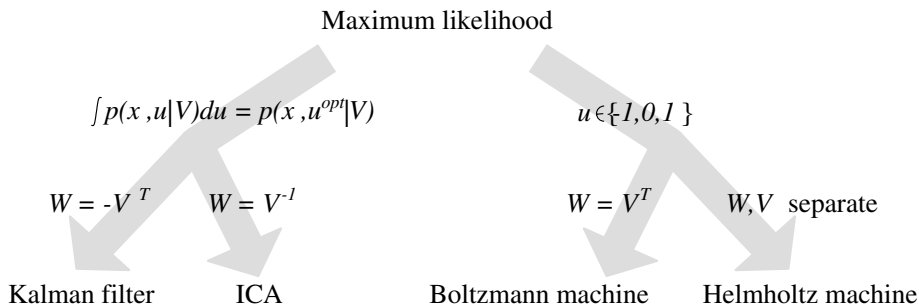 Maximum likelihood
∫ p(x ,u|V)du = p(x ,u^opt|V)
u ϵ {-1,0,1 }
W = -V ^T
W = V^-1
W = V^T
W,V separate
Kalman filter
ICA
Boltzmann machine
Helmholtz machine